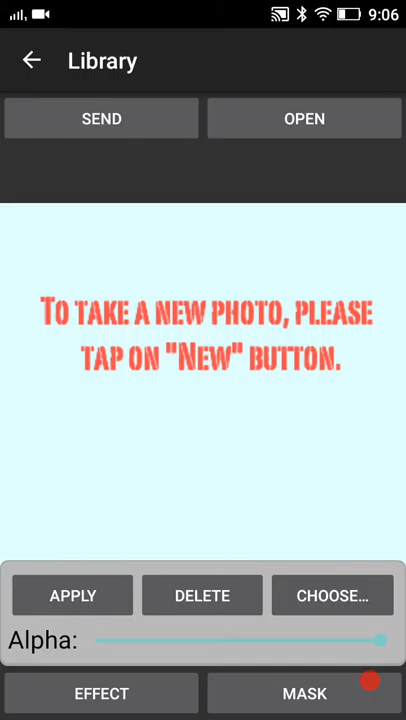 9:06
Library
SEND
OPEN
To take a new photo, please
tap on "New" button.
APPLY
DELETE
CHOOSE...
Alpha:
EFFECT
MASK